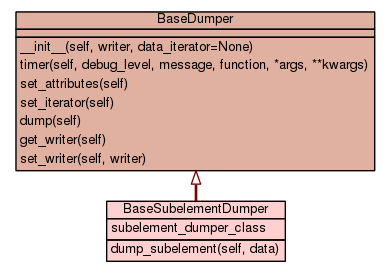 BaseDumper
__init__(self, writer, data_iterator=None)
timer(self, debug_level, message, function, *args, **kwargs)
set_attributes(self)
set_iterator(self)
dump(self)
get_writer(self)
set_writer(self, writer)
BaseSubelementDumper
subelement_dumper_class
dump_subelement(self, data)